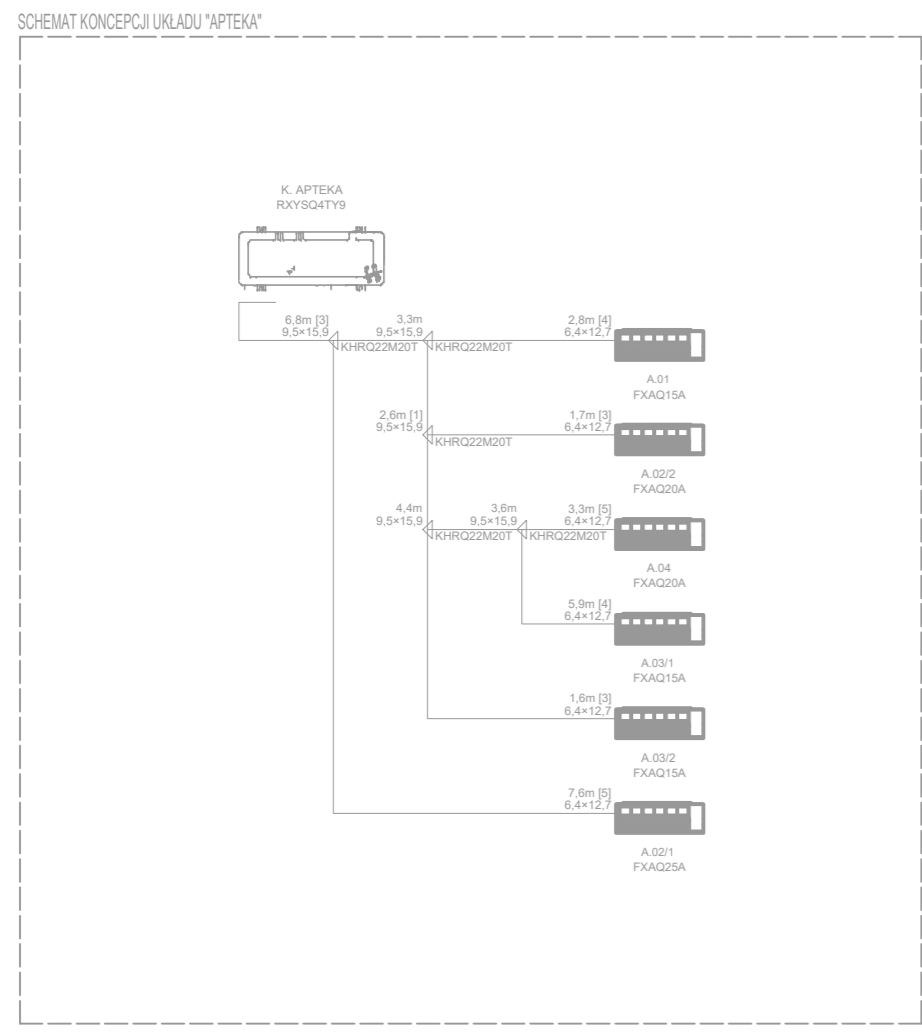 SCHEMAT KONCEPCJI UKŁADU "APTEKA"
K. APTEKA
RXYSQ4TY9
6,8m [3]
9,5×15,9
KHRQ22M20T
3,3m
9,5×15,9
KHRQ22M20T
2,8m [4]
6,4×12,7
A.01
FXAQ15A
2,6m [1]
9,5×15,9
KHRQ22M20T
1,7m [3]
6,4×12,7
A.02/2
FXAQ20A
4,4m
9,5×15,9
KHRQ22M20T
3,6m
9,5×15,9
KHRQ22M20T
3,3m [5]
6,4×12,7
A.04
FXAQ20A
5,9m [4]
6,4×12,7
A.03/1
FXAQ15A
1,6m [3]
6,4×12,7
A.03/2
FXAQ15A
7,6m [5]
6,4×12,7
A.02/1
FXAQ25A